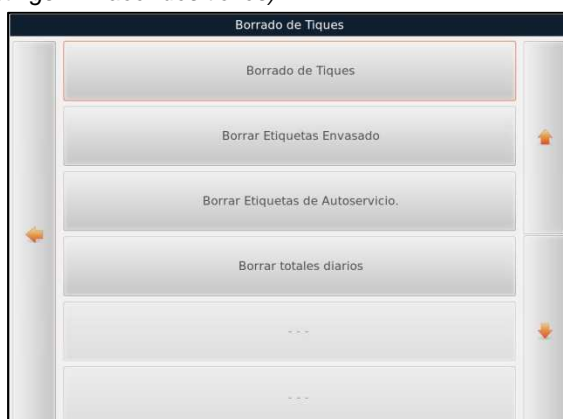 Borrado de Tiques
Borrado de Tiques
Borrar Etiquetas Envasado
Borrar Etiquetas de Autoservicio.
Borrar totales diarios
- - -
- - -